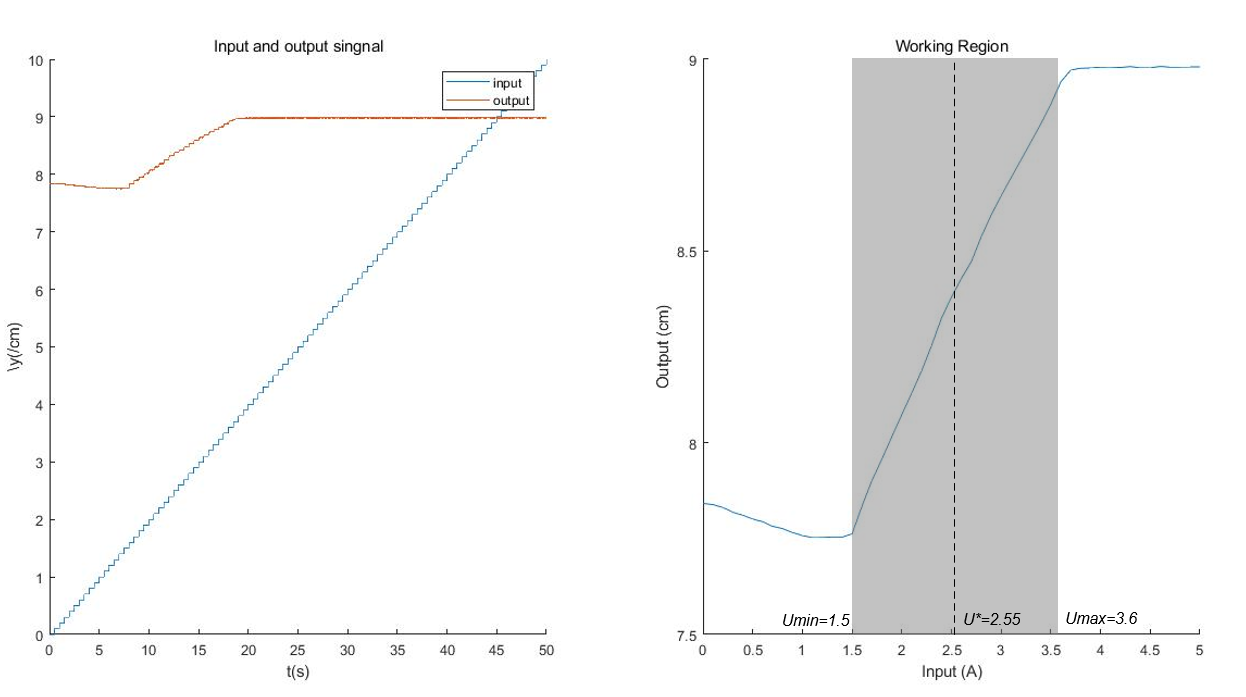 Input and output singnal
input
output
10
9
8
7
6
5
4
3
2
1
0
\y(/cm)
0 5 10 15 20 25 30 35 40 45 50
t(s)
Working Region
9
8.5
8
7.5
Output (cm)
Umin=1.5
U*=2.55
Umax=3.6
0 0.5 1 1.5 2 2.5 3 3.5 4 4.5 5
Input (A)